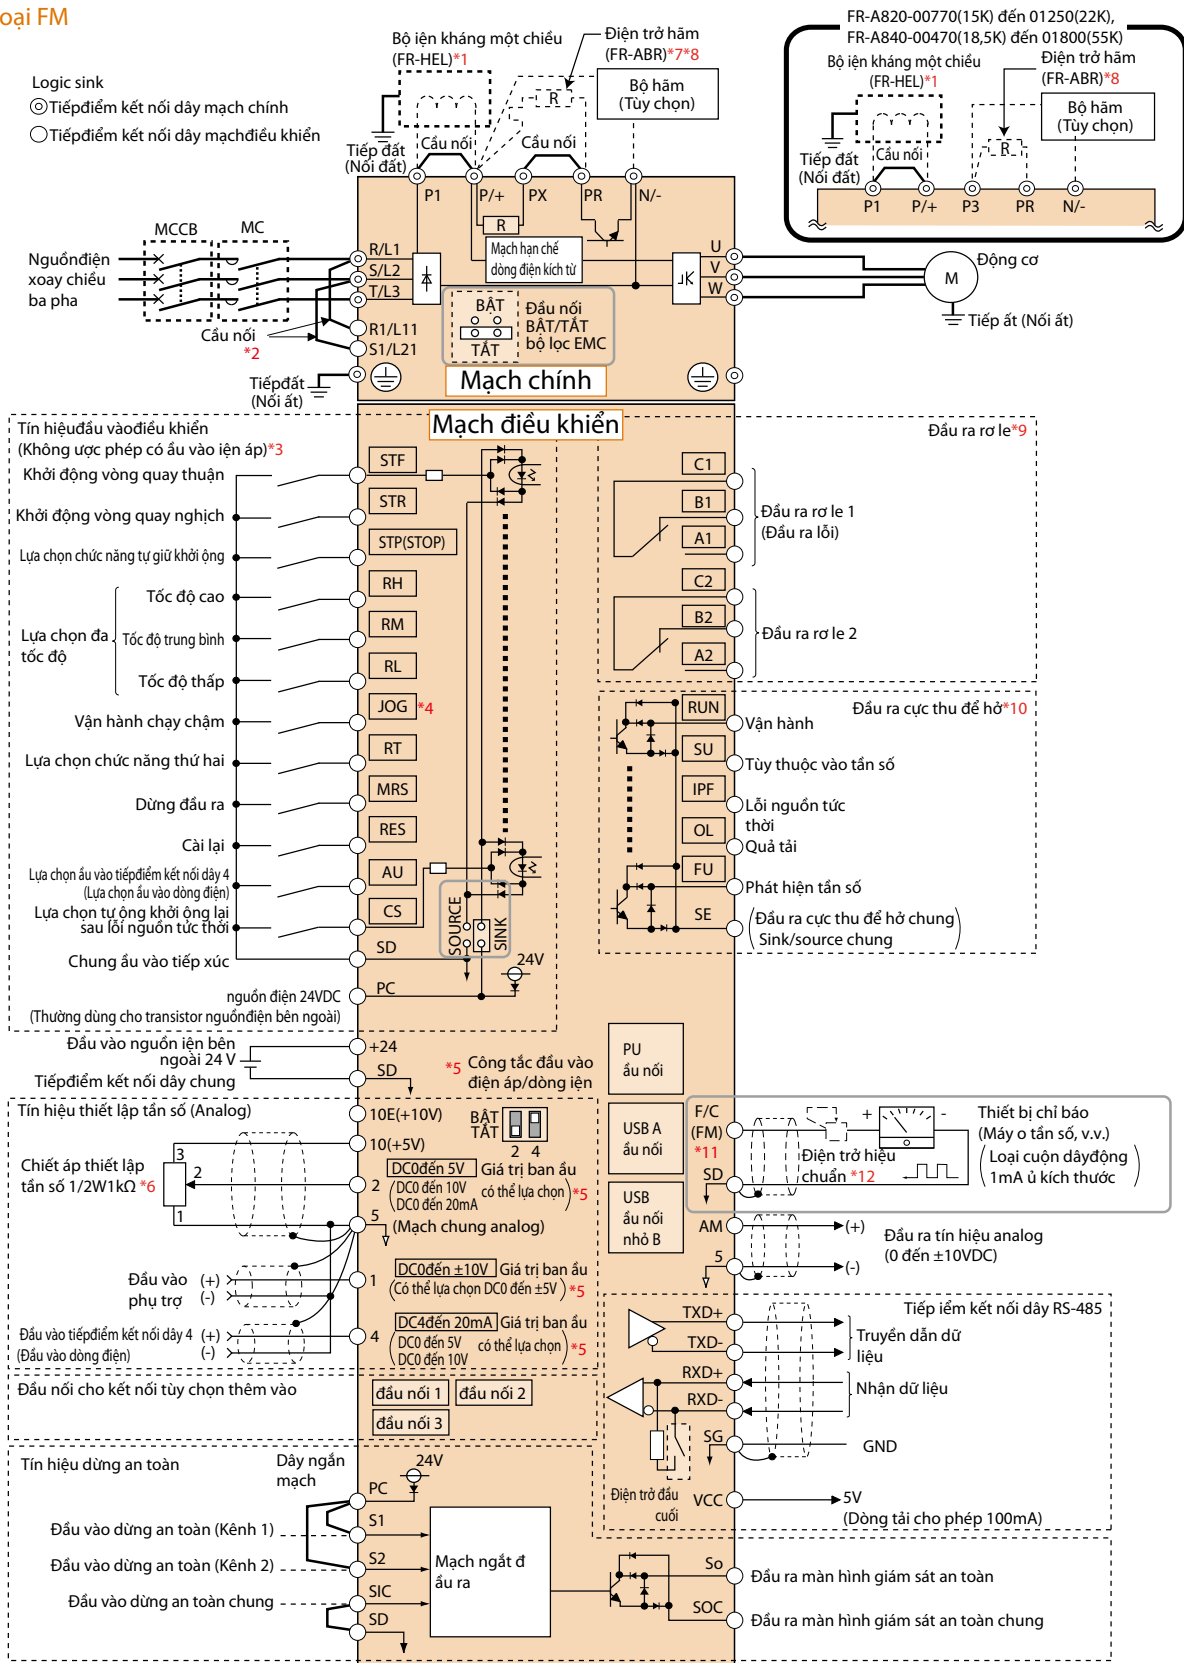 oại FM
Logic sink
Tiếpđiểm kết nối dây mạch chính
Tiếpđiểm kết nối dây mạchđiều khiển
Bộ iện kháng một chiều
(FR-HEL)*1
Điện trở hãm
(FR-ABR)*7*8
Bộ hãm
(Tùy chọn)
R
Tiếp đất
(Nối đất)
Cầu nối
Cầu nối
P1
P/+
PX
PR
N/-
R
Mạch hạn chế
dòng điện kích từ
FR-A820-00770(15K) đến 01250(22K),
FR-A840-00470(18,5K) đến 01800(55K)
Bộ iện kháng một chiều
(FR-HEL)*1
Điện trở hãm
(FR-ABR)*8
Bộ hãm
(Tùy chọn)
R
Tiếp đất
(Nối đất)
Cầu nối
P1
P/+
P3
PR
N/-
MCCB
MC
Nguồnđiện
xoay chiều
ba pha
R/L1
S/L2
T/L3
R1/L11
S1/L21
Cầu nối
*2
Tiếpđất
(Nối ất)
BẬT
TẮT
Đầu nối
BẬT/TẮT
bộ lọc EMC
Mạch chính
U
V
W
M
Động cơ
Tiếp ất (Nối ất)
Mạch điều khiển
Tín hiệuđầu vàođiều khiển
(Không ược phép có ầu vào iện áp)*3
Khởi động vòng quay thuận
STF
Khởi động vòng quay nghịch
STR
Lựa chọn chức năng tự giữ khởi ộng
STP(STOP)
Lựa chọn đa
tốc độ
Tốc độ cao
RH
Tốc độ trung bình
RM
Tốc độ thấp
RL
Vận hành chạy chậm
JOG *4
Lựa chọn chức năng thứ hai
RT
Dừng đầu ra
MRS
Cài lại
RES
Lựa chọn ầu vào tiếpđiểm kết nối dây 4
(Lựa chọn ầu vào dòng điện)
AU
Lựa chọn tự ộng khởi ộng lại
sau lỗi nguồn tức thời
CS
SOURCE
SINK
Chung ầu vào tiếp xúc
SD
24V
nguồn điện 24VDC
(Thường dùng cho transistor nguồnđiện bên ngoài)
PC
Đầu ra rơ le*9
C1
B1
A1
Đầu ra rơ le 1
(Đầu ra lỗi)
C2
B2
A2
Đầu ra rơ le 2
Đầu ra cực thu để hở*10
RUN
Vận hành
SU
Tùy thuộc vào tần số
IPF
Lỗi nguồn tức
thời
OL
Quả tải
FU
Phát hiện tần số
SE
(Đầu ra cực thu để hở chung
Sink/source chung)
Đầu vào nguồn iện bên
ngoài 24 V
+24
Tiếpđiểm kết nối dây chung
SD
*5 Công tắc đầu vào
điện áp/dòng iện
PU
ầu nối
Tín hiệu thiết lập tần số (Analog)
10E(+10V)
BẬT
TẮT
2 4
10(+5V)
USB A
ầu nối
Chiết áp thiết lập
tần số 1/2W1kΩ *6
3
2
1
2
DC0đến 5V Giá trị ban ầu
(DC0 đến 10V
DC0 đến 20mA
có thể lựa chọn)*5
5
(Mạch chung analog)
USB
ầu nối
nhỏ B
Đầu vào
phụ trợ
(+)
(-)
1
DC0đến ±10V Giá trị ban ầu
(Có thể lựa chọn DC0 đến ±5V)*5
Đầu vào tiếpđiểm kết nối dây 4
(Đầu vào dòng điện)
(+)
(-)
4
DC4đến 20mA Giá trị ban ầu
(DC0 đến 5V
DC0 đến 10V
có thể lựa chọn)*5
F/C
(FM)
*11
SD
+
-
Thiết bị chỉ báo
(Máy o tần số, v.v.)
(Loại cuộn dâyđộng
1mA ủ kích thước)
Điện trở hiệu
chuẩn *12
AM
(+)
5
(-)
Đầu ra tín hiệu analog
(0 đến ±10VDC)
Tiếp iểm kết nối dây RS-485
TXD+
TXD-
Truyền dẫn dữ
liệu
RXD+
RXD-
Nhận dữ liệu
SG
GND
Điện trở đầu
cuối
VCC
5V
(Dòng tải cho phép 100mA)
Đầu nối cho kết nối tùy chọn thêm vào
đầu nối 1
đầu nối 2
đầu nối 3
Tín hiệu dừng an toàn
Dây ngắn
mạch
24V
PC
Đầu vào dừng an toàn (Kênh 1)
S1
Đầu vào dừng an toàn (Kênh 2)
S2
Đầu vào dừng an toàn chung
SIC
SD
Mạch ngắt đ
ầu ra
So
Đầu ra màn hình giám sát an toàn
SOC
Đầu ra màn hình giám sát an toàn chung